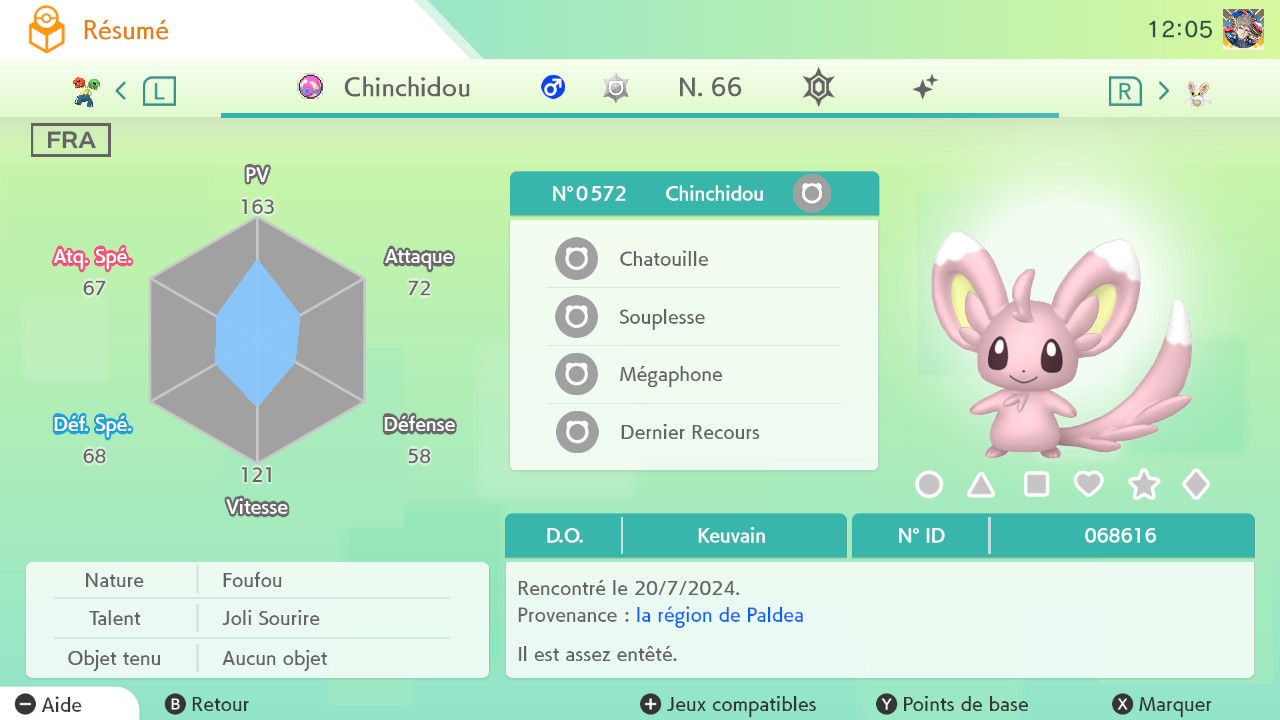 Résumé
12:05
L
Chinchidou
N. 66
R
FRA
PV
163
Atq. Spé.
67
Attaque
72
Déf. Spé.
68
Défense
58
121
Vitesse
N°0572 Chinchidou
Chatouille
Souplesse
Mégaphone
Dernier Recours
D.O. Keuvain N° ID 068616
Rencontré le 20/7/2024.
Provenance : la région de Paldea
Il est assez entêté.
Nature Foufou
Talent Joli Sourire
Objet tenu Aucun objet
Aide B Retour Jeux compatibles Y Points de base X Marquer